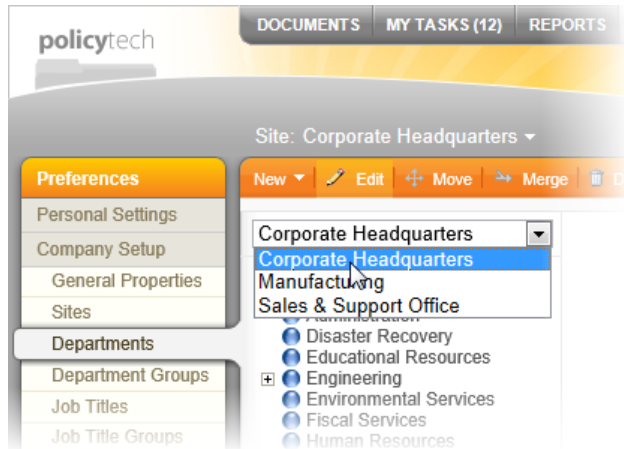 policytech
DOCUMENTS MY TASKS (12) REPORTS
Site: Corporate Headquarters
Preferences
New Edit Move Merge D
Personal Settings
Company Setup
General Properties
Sites
Departments
Department Groups
Job Titles
Job Title Groups
Corporate Headquarters
Corporate Headquarters
Manufacturing
Sales & Support Office
Administration
Disaster Recovery
Educational Resources
Engineering
Environmental Services
Fiscal Services
Human Resources